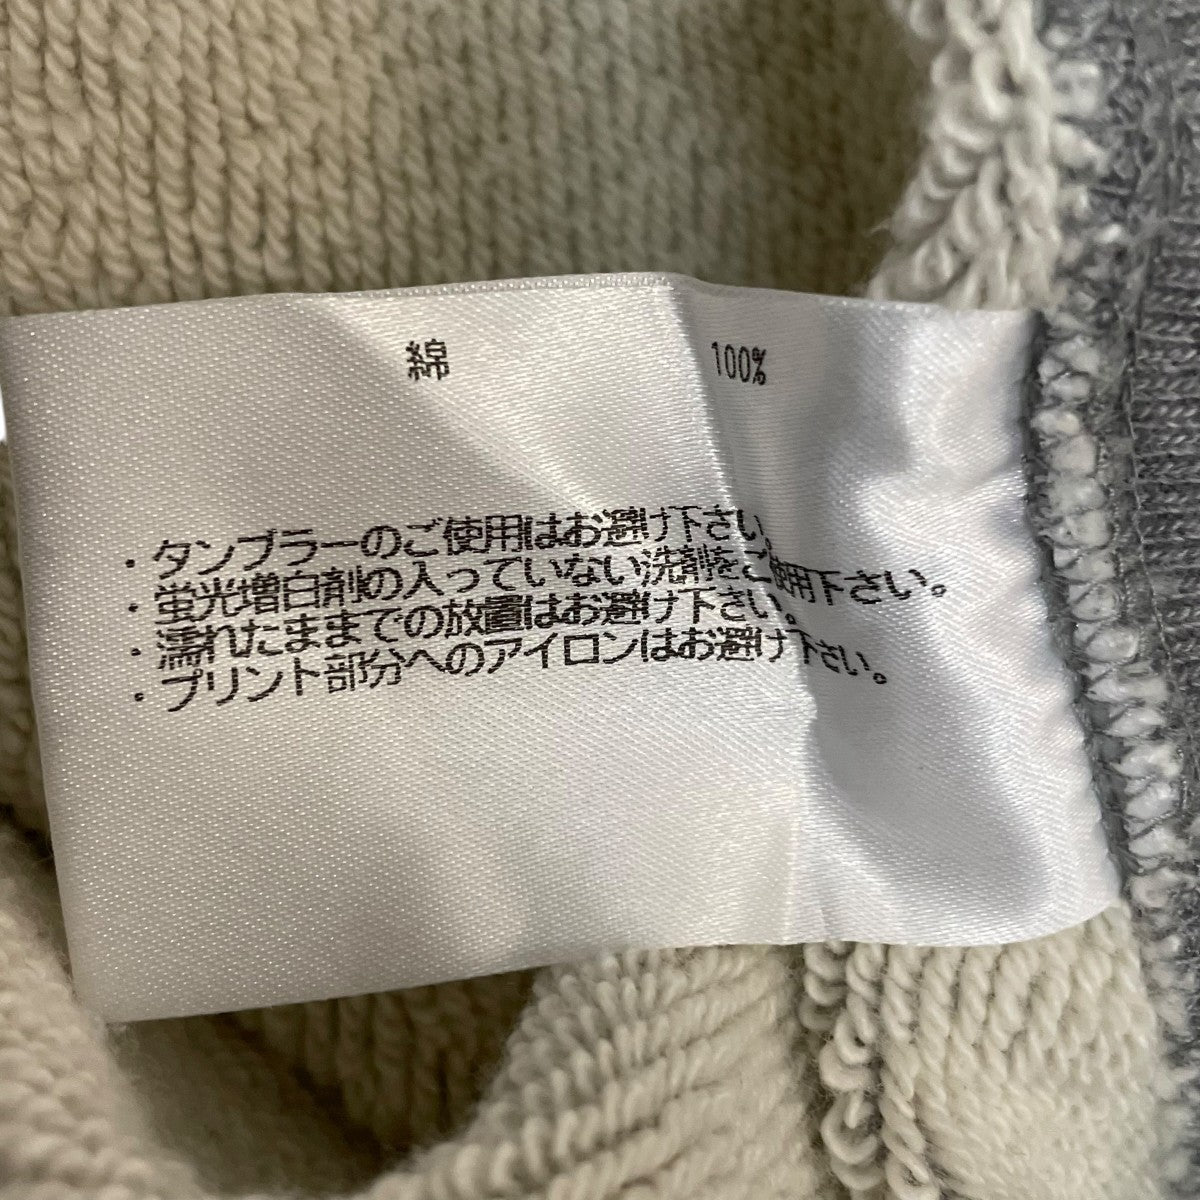 綿 100%
・タンブラーのご使用はお避け下さい。
・蛍光増白剤の入っていない洗剤をご使用下さい。
・濡れたままでの放置はお避け下さい。
・プリント部分へのアイロンはお避け下さい。